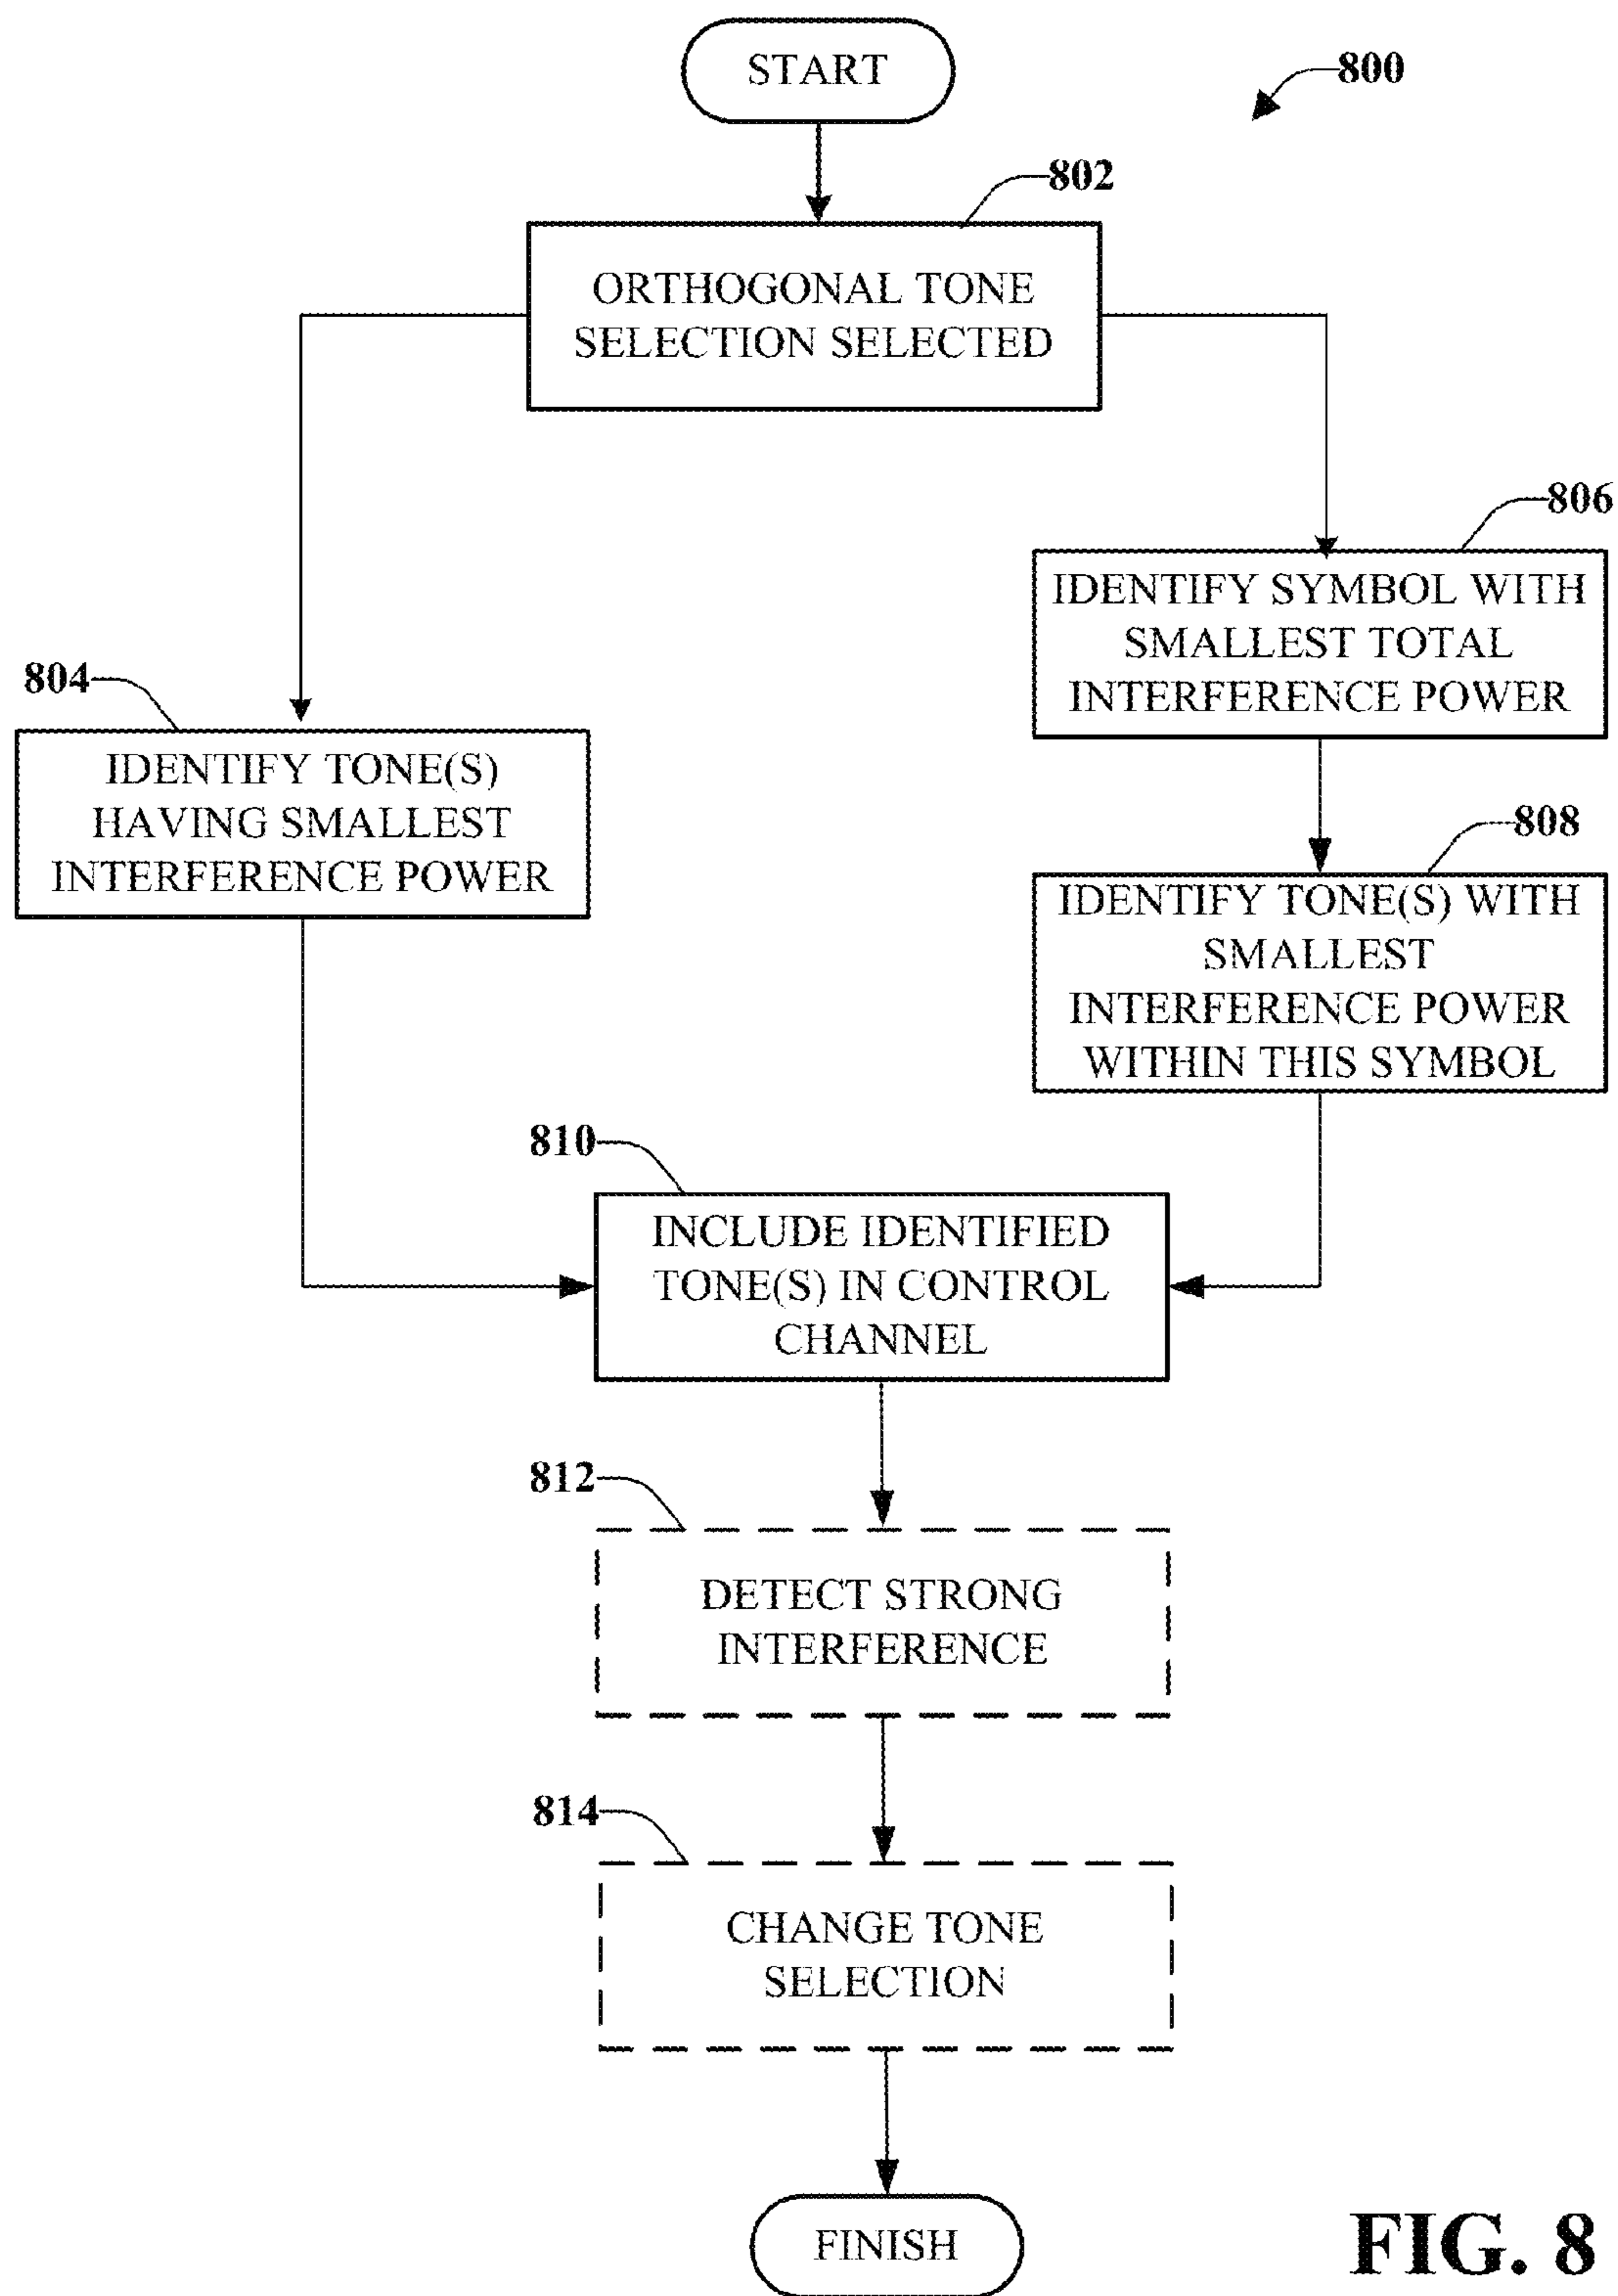 START
800
802
ORTHOGONAL TONE
SELECTION SELECTED
806
IDENTIFY SYMBOL WITH
SMALLEST TOTAL
INTERFERENCE POWER
804
IDENTIFY TONE(S)
HAVING SMALLEST
INTERFERENCE POWER
808
IDENTIFY TONE(S) WITH
SMALLEST
INTERFERENCE POWER
WITHIN THIS SYMBOL
810
INCLUDE IDENTIFIED
TONE(S) IN CONTROL
CHANNEL
812
DETECT STRONG
INTERFERENCE
814
CHANGE TONE
SELECTION
FINISH
FIG. 8